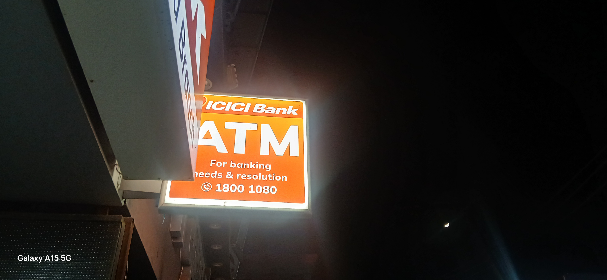 ICICI Bank
ATM
For banking
needs & resolution
1800 1080
Galaxy A15 5G